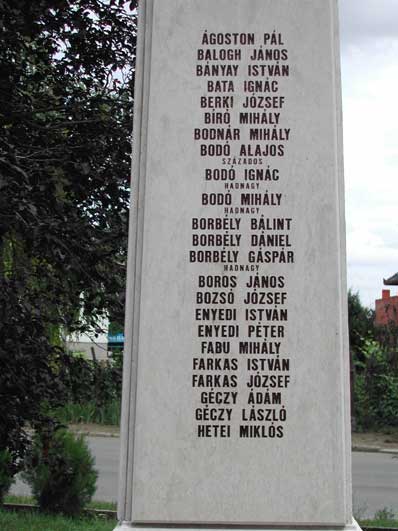 ÁGOSTON PÁL
BALOGH JÁNOS
BÁNYAY ISTVÁN
BATA IGNÁC
BERKI JÓZSEF
BÍRÓ MIHÁLY
BODNÁR MIHÁLY
BODÓ ALAJOS
SZÁZADOS
BODÓ IGNÁC
HADNAGY
BODÓ MIHÁLY
HADNAGY
BORBÉLY BÁLINT
BORBÉLY DÁNIEL
BORBÉLY GÁSPÁR
HADNAGY
BOROS JÁNOS
BOZSÓ JÓZSEF
ENYEDI ISTVÁN
ENYEDI PÉTER
FABU MIHÁLY
FARKAS ISTVÁN
FARKAS JÓZSEF
GÉCZY ÁDÁM
GÉCZY LÁSZLÓ
HETEI MIKLÓS